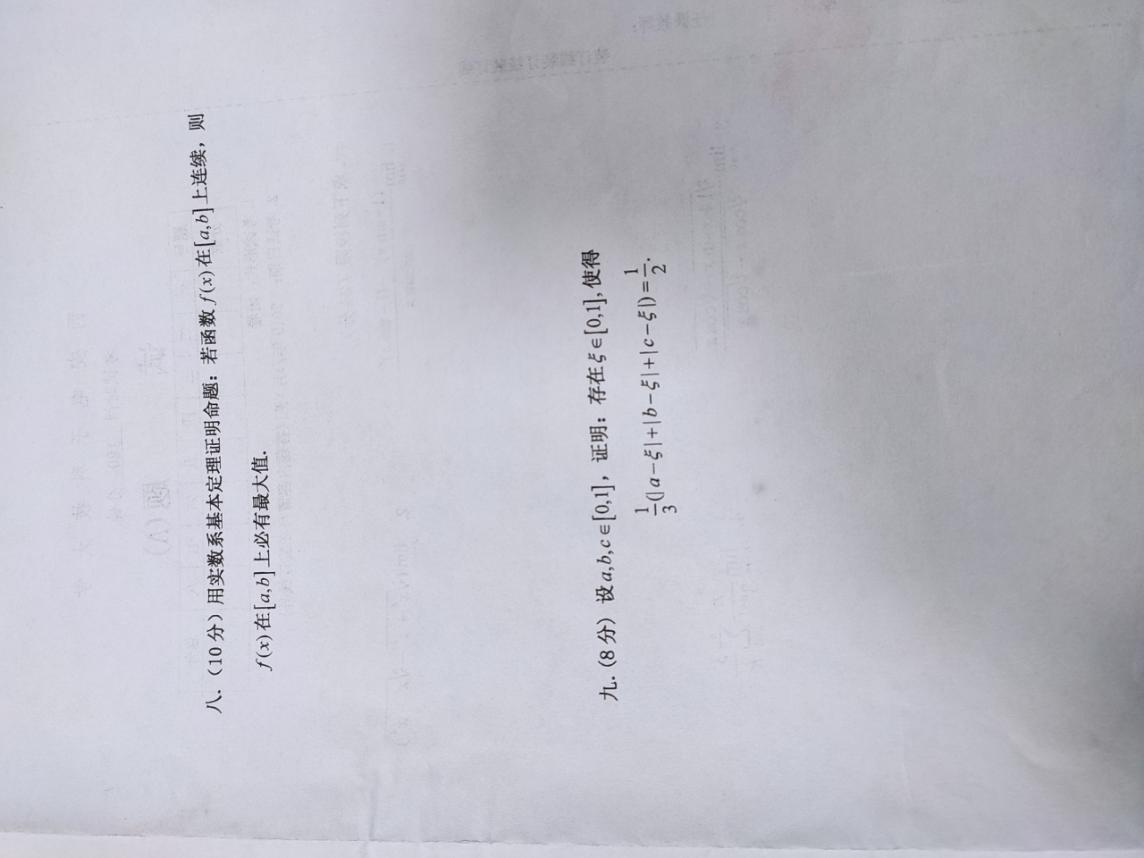 八.（10 分）用实数系基本定理证明命题：若函数 f(x) 在 [a,b] 上连续，则
f(x) 在 [a,b] 上必有最大值.
九.（8 分） 设 a,b,c∈[0,1]，证明：存在 ξ∈[0,1], 使得
1/3(|a−ξ|+|b−ξ|+|c−ξ|)=1/2.